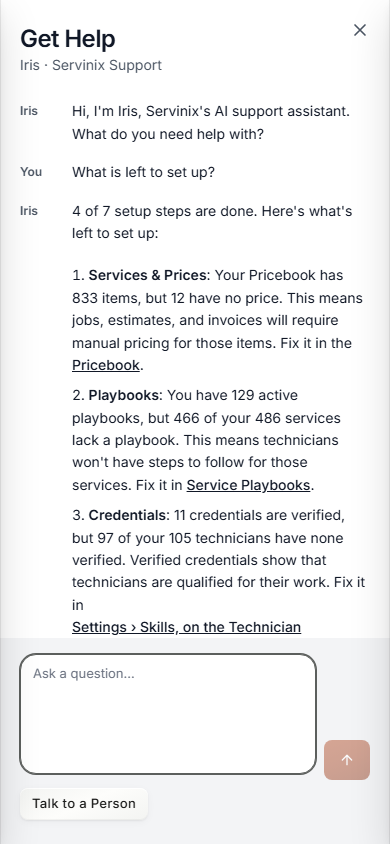 Get Help
Iris · Servinix Support
Iris
Hi, I'm Iris, Servinix's AI support assistant.
What do you need help with?
You
What is left to set up?
Iris
4 of 7 setup steps are done. Here's what's
left to set up:
1. Services & Prices: Your Pricebook has
833 items, but 12 have no price. This means
jobs, estimates, and invoices will require
manual pricing for those items. Fix it in the
Pricebook.
2. Playbooks: You have 129 active
playbooks, but 466 of your 486 services
lack a playbook. This means technicians
won't have steps to follow for those
services. Fix it in Service Playbooks.
3. Credentials: 11 credentials are verified,
but 97 of your 105 technicians have none
verified. Verified credentials show that
technicians are qualified for their work. Fix it
in
Settings › Skills, on the Technician
Ask a question...
Talk to a Person